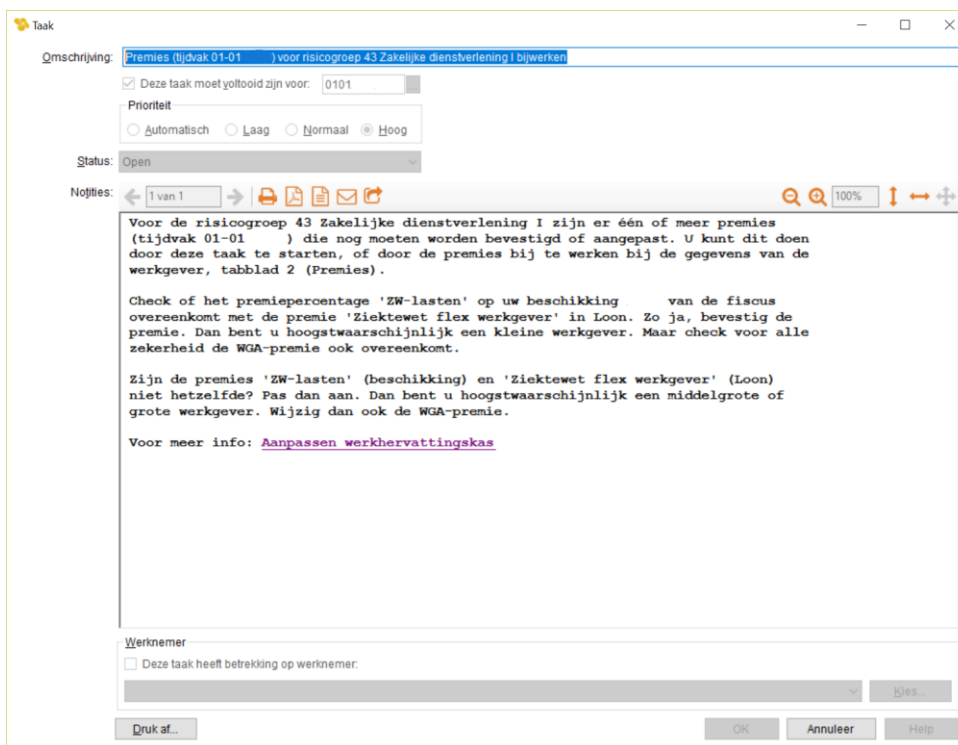 Taak
Omschrijving: Premies (tijdvak 01-01 ) voor risicogroep 43 Zakelijke dienstverlening I bijwerken
Deze taak moet voltooid zijn voor: 0101 ...
Prioriteit
Automatisch Laag Normaal Hoog
Status: Open
Notities: 1 van 1 100%
Voor de risicogroep 43 Zakelijke dienstverlening I zijn er één of meer premies
(tijdvak 01-01 ) die nog moeten worden bevestigd of aangepast. U kunt dit doen
door deze taak te starten, of door de premies bij te werken bij de gegevens van de
werkgever, tabblad 2 (Premies).
Check of het premiepercentage 'ZW-lasten' op uw beschikking van de fiscus
overeenkomt met de premie 'Ziektewet flex werkgever' in Loon. Zo ja, bevestig de
premie. Dan bent u hoogstwaarschijnlijk een kleine werkgever. Maar check voor alle
zekerheid de WGA-premie ook overeenkomt.
Zijn de premies 'ZW-lasten' (beschikking) en 'Ziektewet flex werkgever' (Loon)
niet hetzelfde? Pas dan aan. Dan bent u hoogstwaarschijnlijk een middelgrote of
grote werkgever. Wijzig dan ook de WGA-premie.
Voor meer info: Aanpassen werkhervattingskas
Werknemer
Deze taak heeft betrekking op werknemer:
Kies...
Druk af... OK Annuleer Help